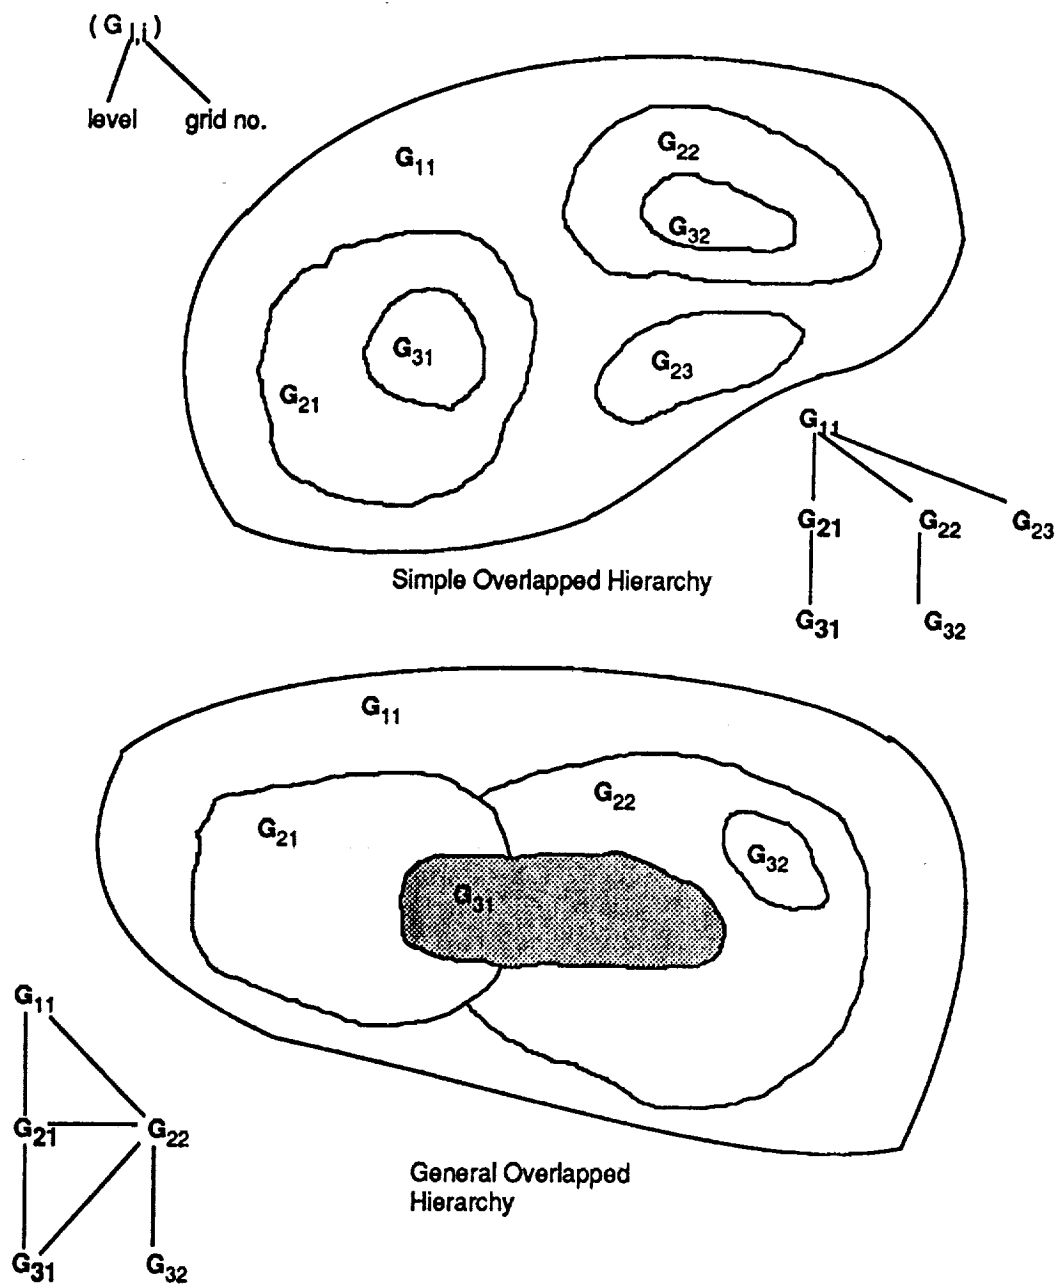 (G l,i)
level grid no.
G11
G22
G32
G31
G21
G23
G11
G21 G22 G23
Simple Overlapped Hierarchy
G31 G32
G11
G22
G21
G32
G31
G11
G21 G22
General Overlapped
Hierarchy
G31 G32